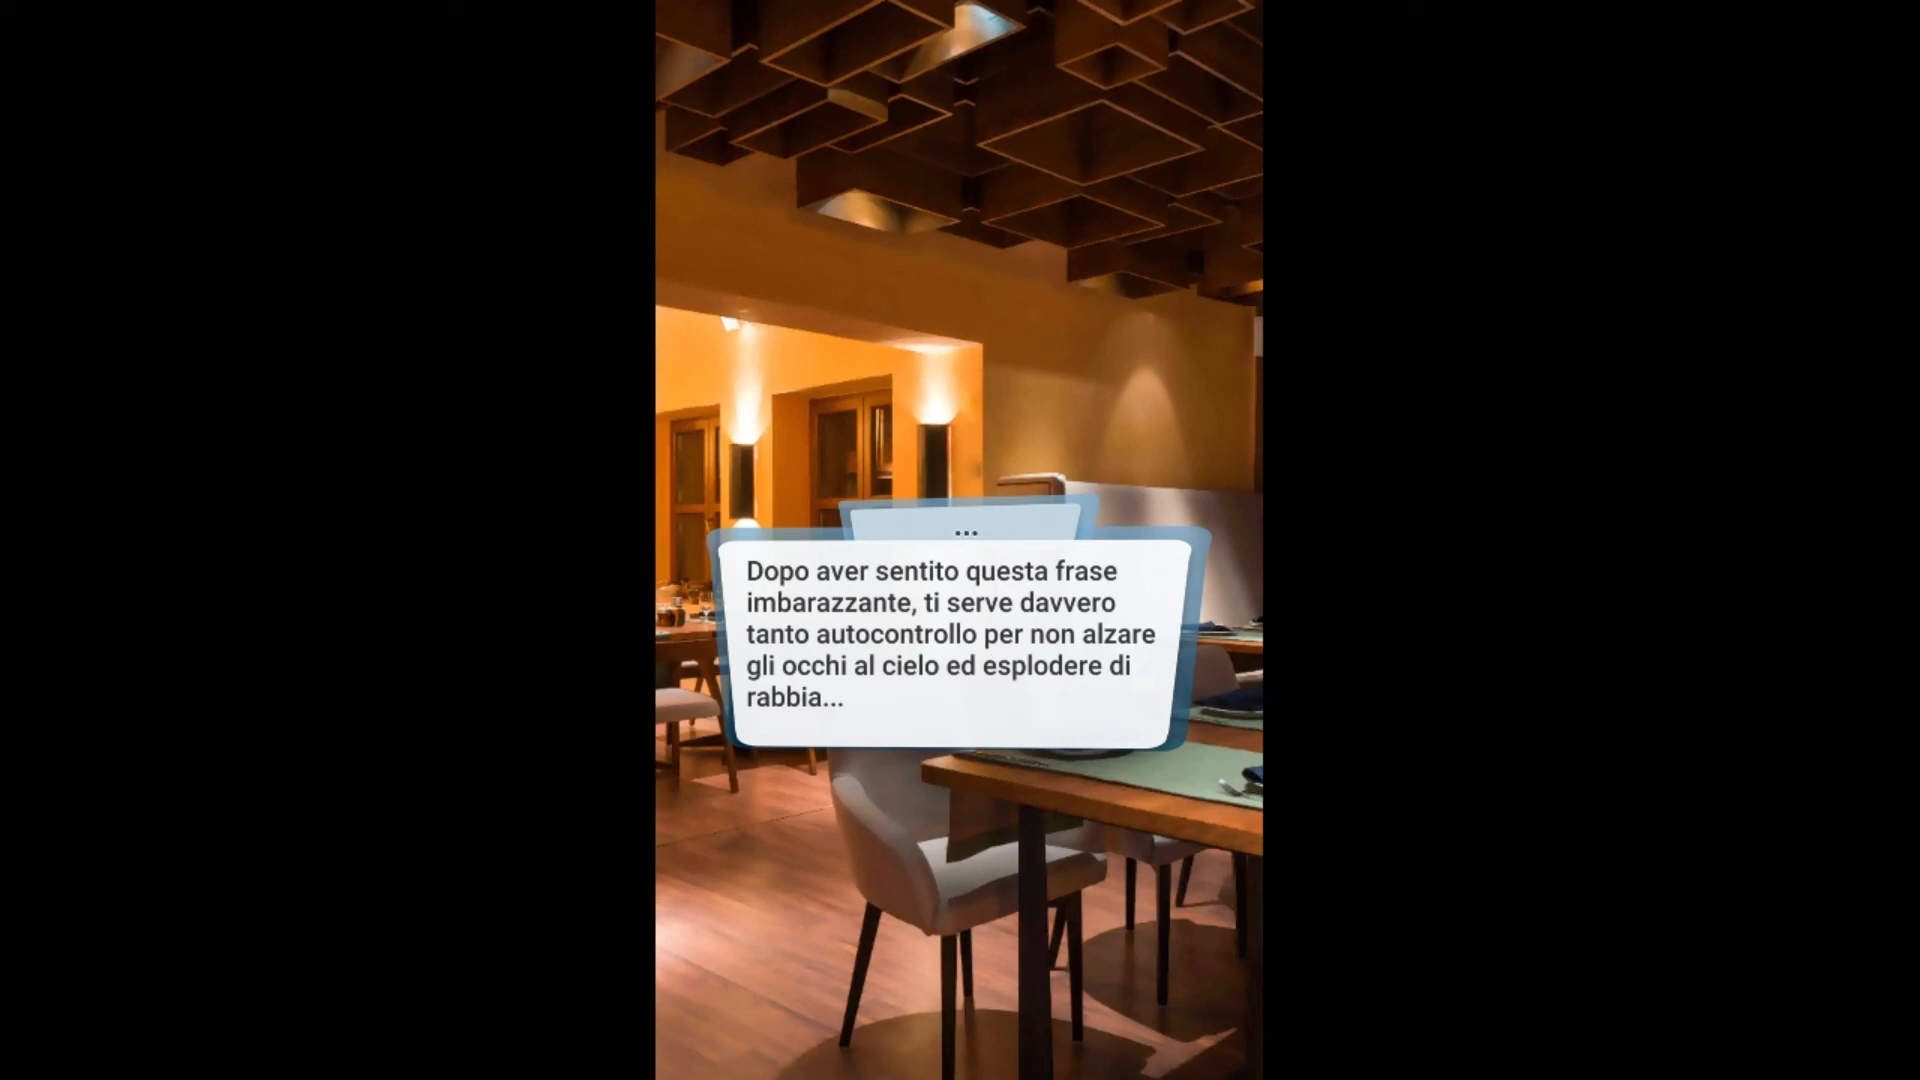 ...
Dopo aver sentito questa frase
imbarazzante, ti serve davvero
tanto autocontrollo per non alzare
gli occhi al cielo ed esplodere di
rabbia...